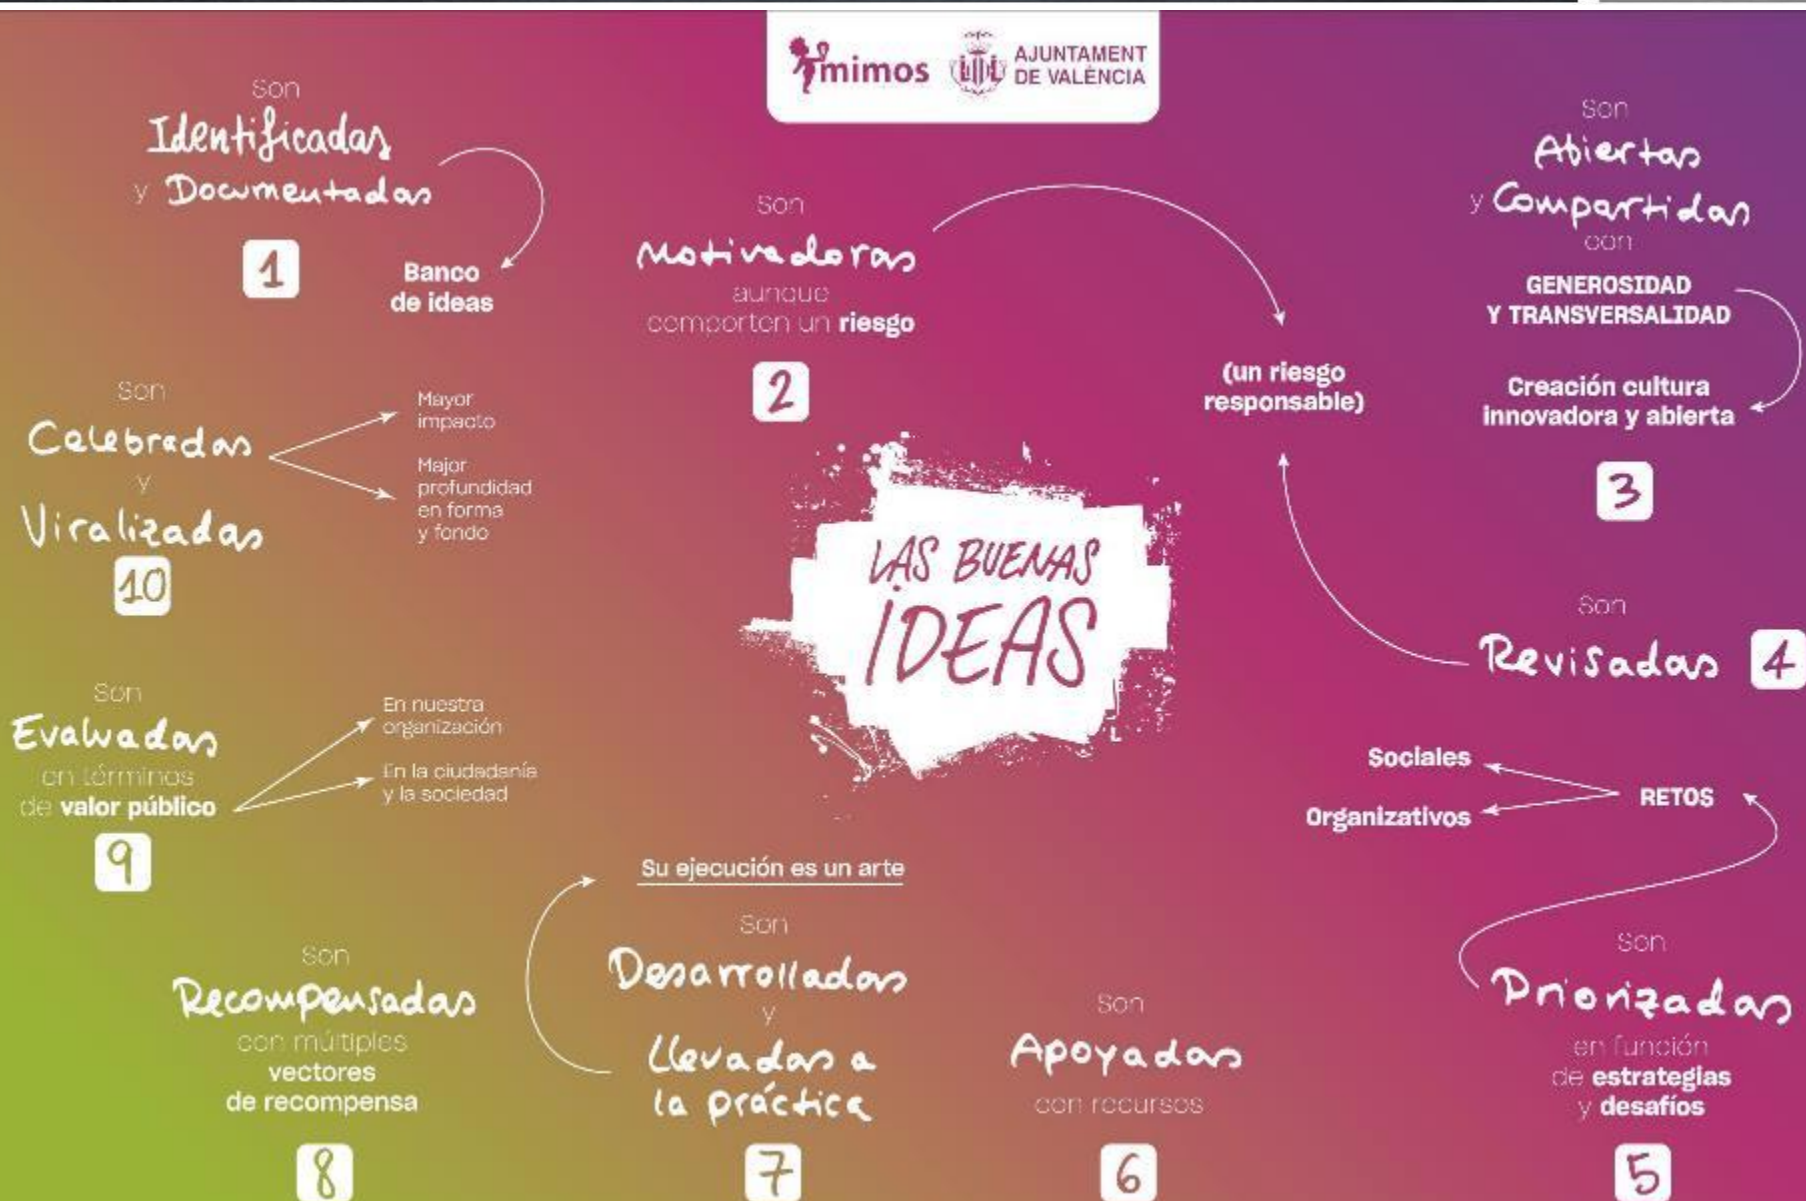 mimos
AJUNTAMENT
DE VALÈNCIA
Son
Identificadas
y Documentadas
1
Banco
de ideas
Son
Motivadoras
aunque
comporten un riesgo
2
(un riesgo
responsable)
Son
Abiertas
y Compartidas
con
GENEROSIDAD
Y TRANSVERSALIDAD
Creación cultura
innovadora y abierta
3
Son
Revisadas
4
Sociales
Organizativos
RETOS
Son
Priorizadas
en función
de estrategias
y desafíos
5
Son
Apoyadas
con recursos
6
Su ejecución es un arte
Son
Desarrolladas
y
Llevadas a
la práctica
7
Son
Recompensadas
con múltiples
vectores
de recompensa
8
Son
Evaluadas
en términos
de valor público
En nuestra
organización
En la ciudadanía
y la sociedad
9
Son
Celebradas
y
Viralizadas
10
Mayor
impacto
Major
profundidad
en forma
y fondo
LAS BUENAS
IDEAS